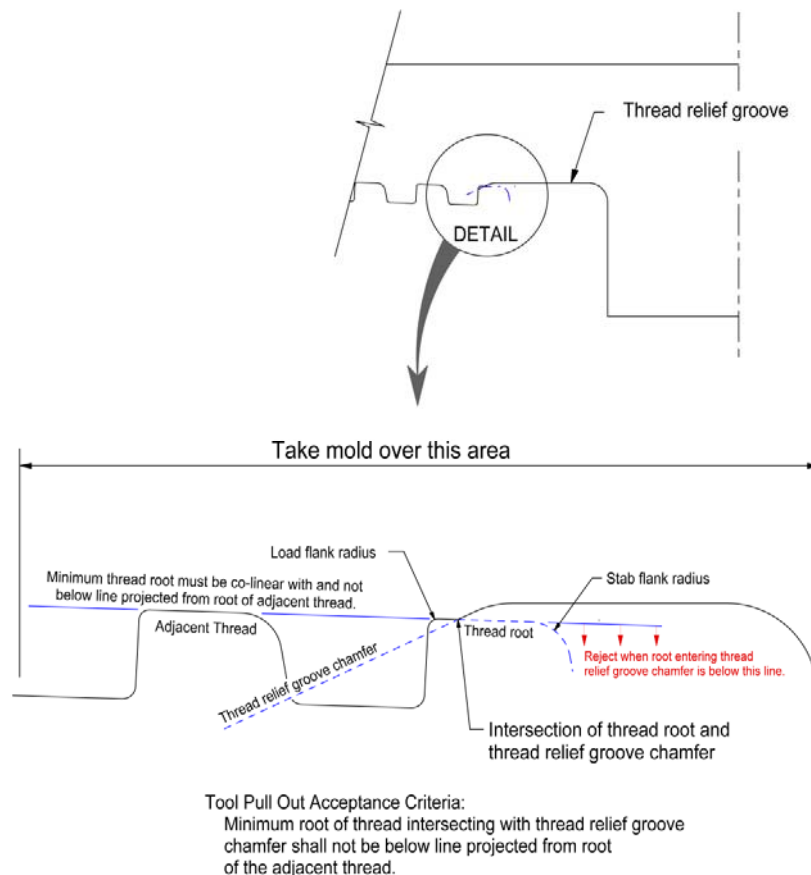 Thread relief groove
DETAIL
Take mold over this area
Load flank radius
Minimum thread root must be co-linear with and not
below line projected from root of adjacent thread.
Stab flank radius
Adjacent Thread
Thread root
Thread relief groove chamfer
Reject when root entering thread
relief groove chamfer is below this line.
Intersection of thread root and
thread relief groove chamfer
Tool Pull Out Acceptance Criteria:
Minimum root of thread intersecting with thread relief groove
chamfer shall not be below line projected from root
of the adjacent thread.